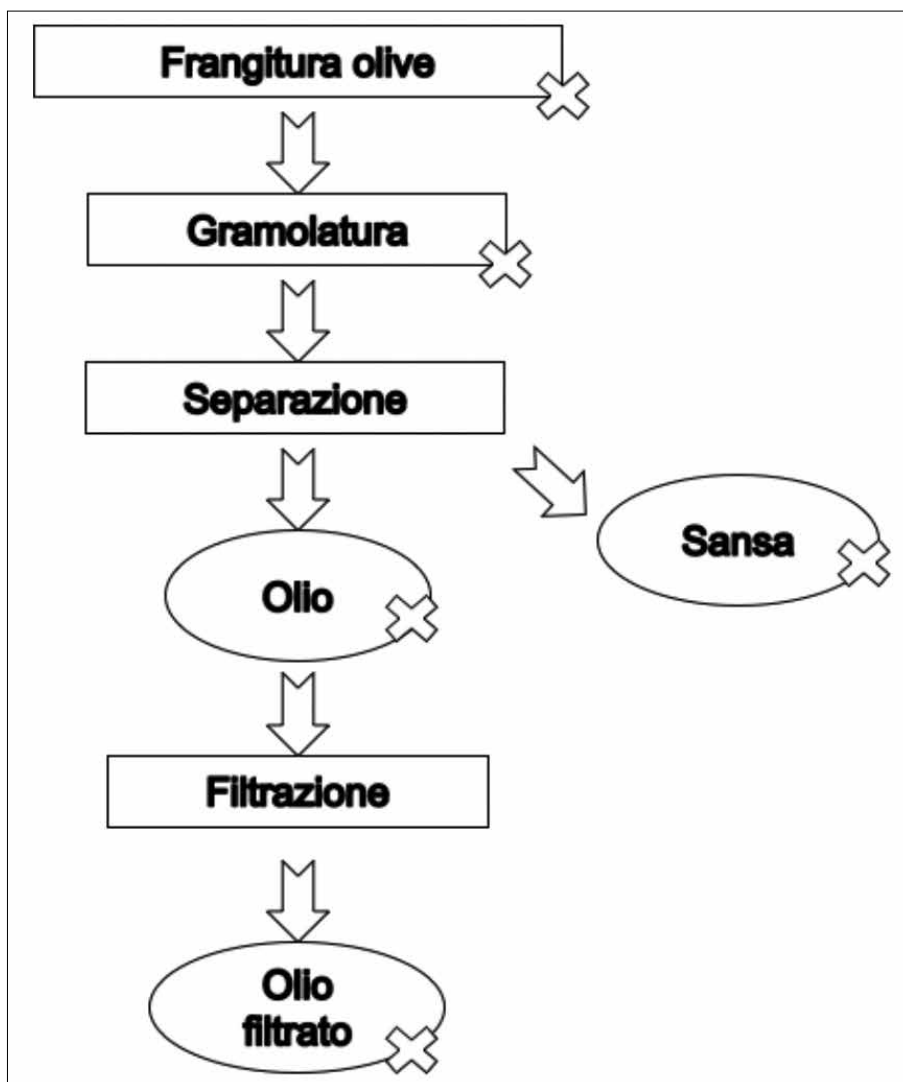 Frangitura olive
Gramolatura
Separazione
Sansa
Olio
Filtrazione
Olio
filtrato